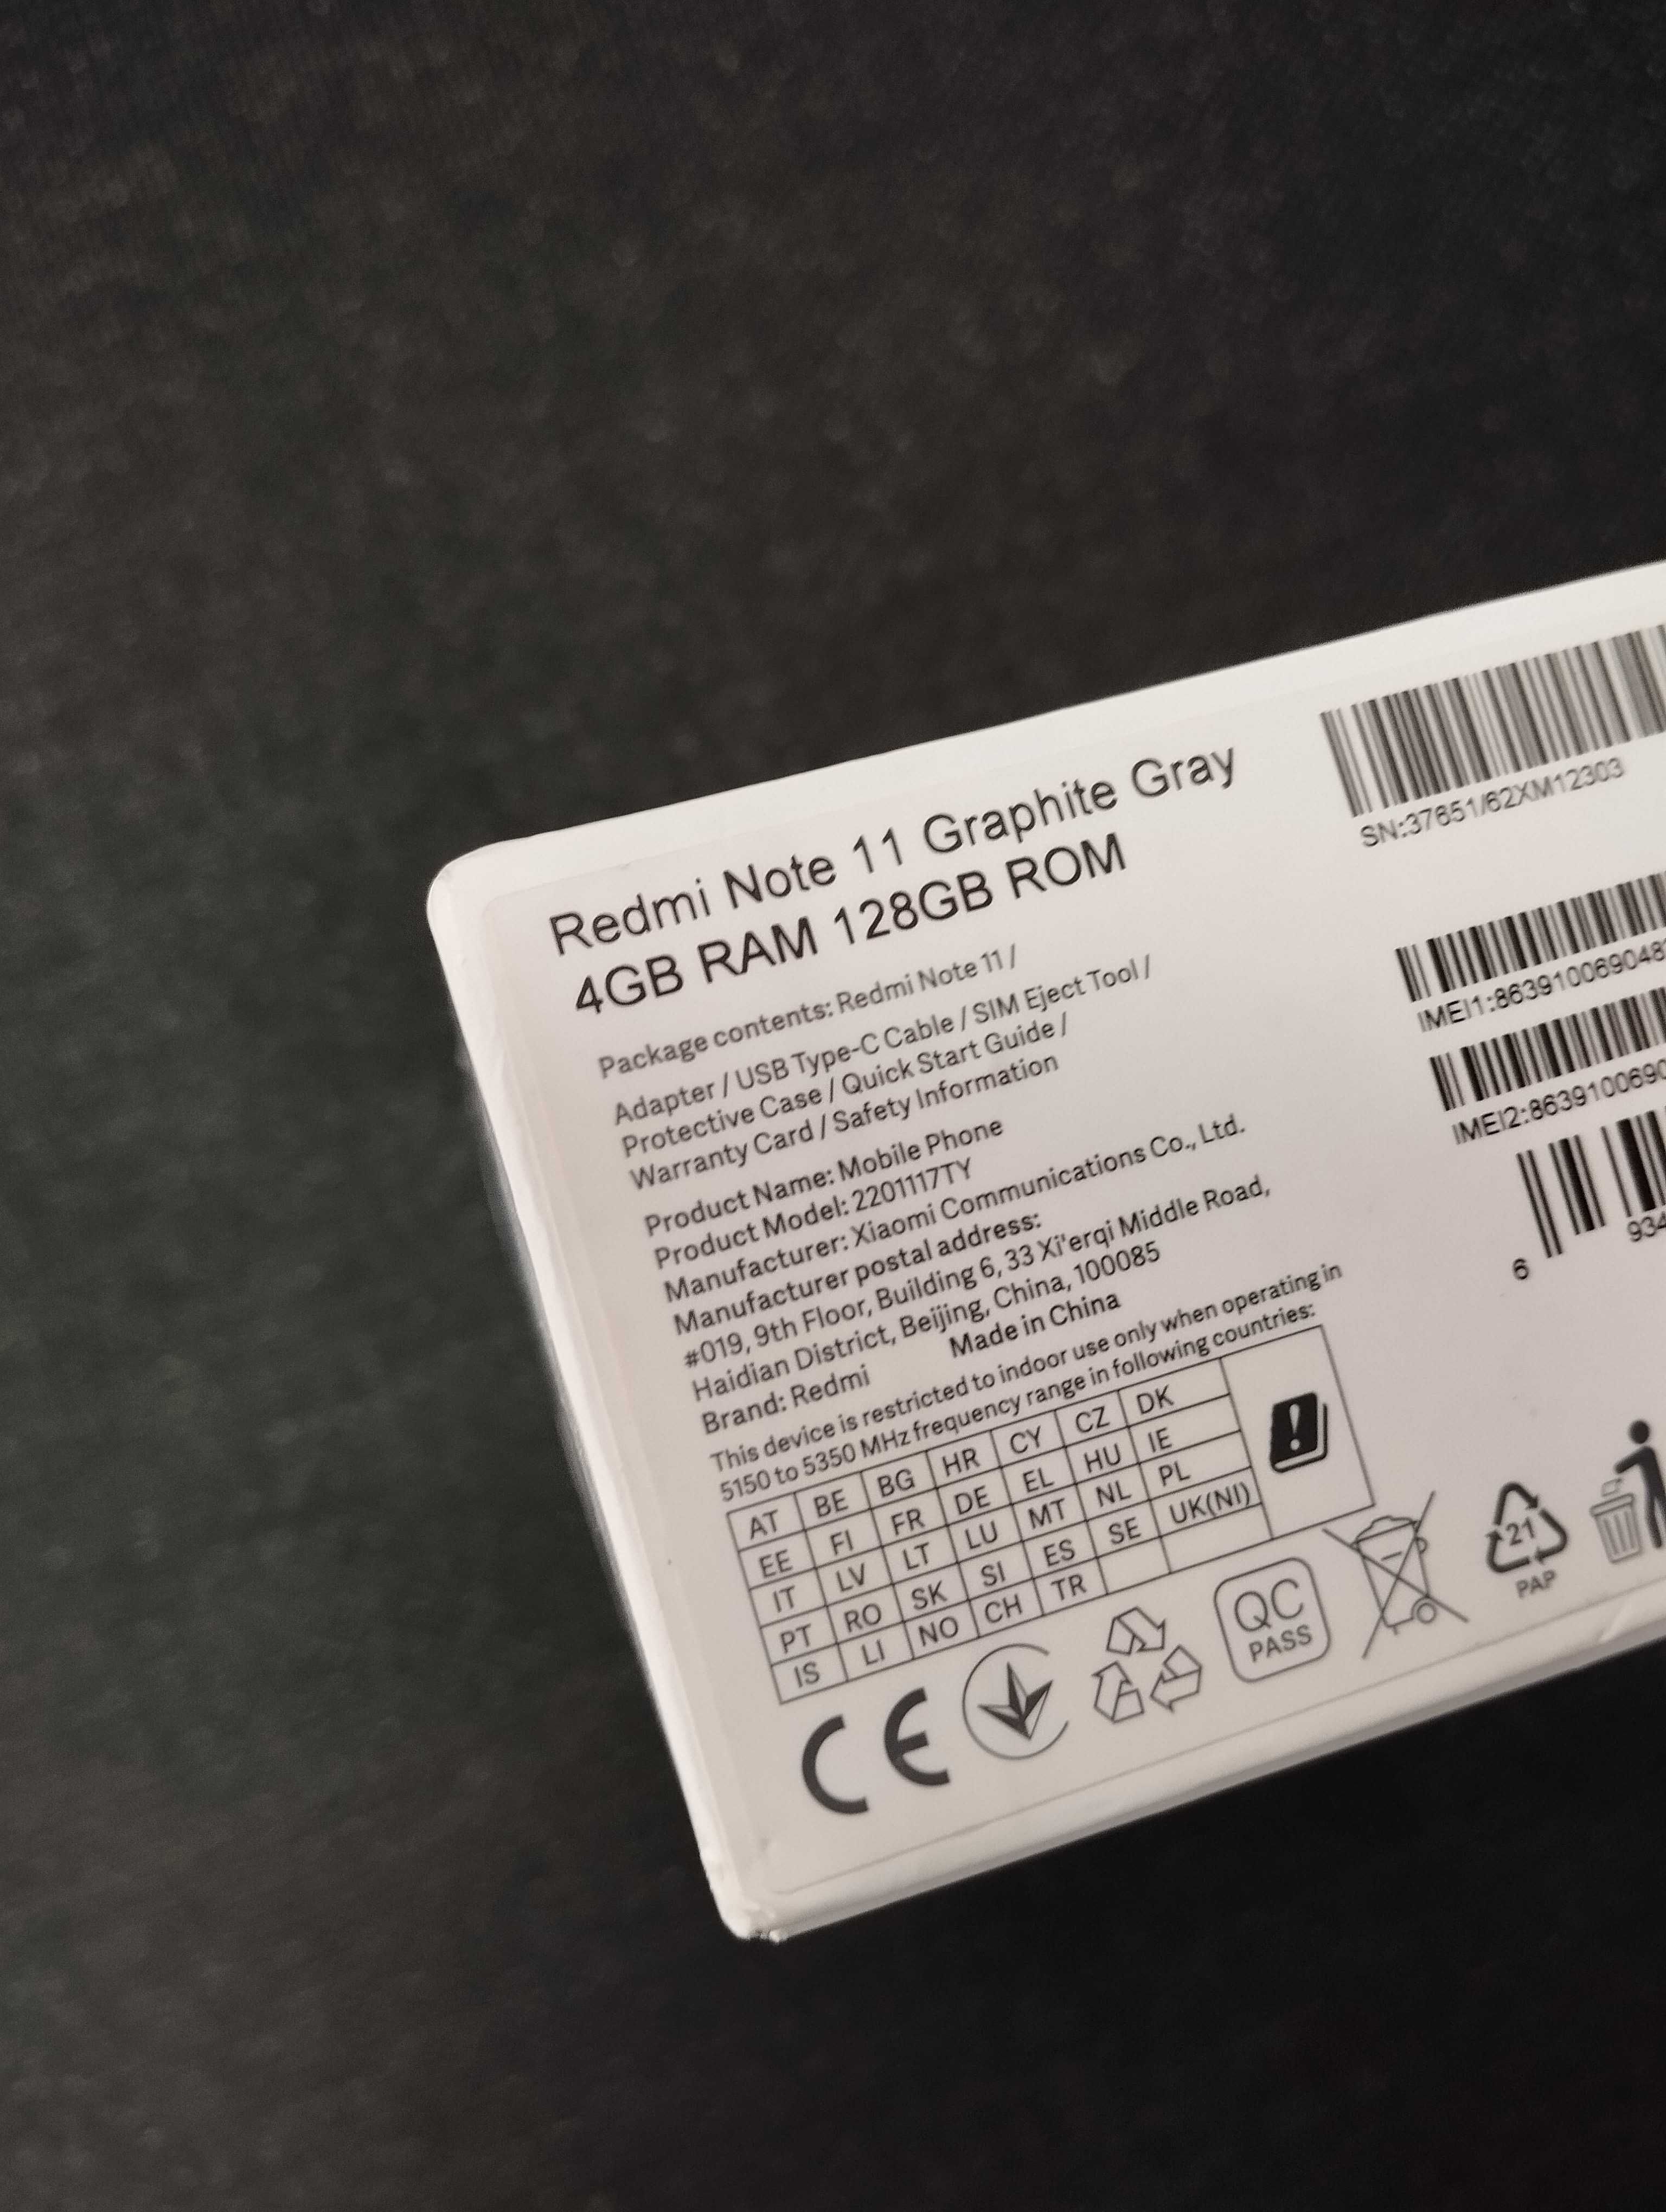 Redmi Note 11 Graphite Gray
4GB RAM 128GB ROM
Package contents: Redmi Note 11 /
Adapter / USB Type-C Cable / SIM Eject Tool /
Protective Case / Quick Start Guide /
Warranty Card / Safety Information
Product Name: Mobile Phone
Product Model: 2201117TY
Manufacturer: Xiaomi Communications Co., Ltd.
Manufacturer postal address:
#019, 9th Floor, Building 6, 33 Xi'erqi Middle Road,
Haidian District, Beijing, China, 100085
Brand: Redmi Made in China
This device is restricted to indoor use only when operating in
5150 to 5350 MHz frequency range in following countries:
AT BE BG HR CY CZ DK
EE FI FR DE EL HU IE
IT LV LT LU MT NL PL
PT RO SK SI ES SE UK(NI)
IS LI NO CH TR
CE
QC
PASS
21
PAP
SN:37651/62XM12303
IMEI1:863910069048
IMEI2:8639100690
6 934